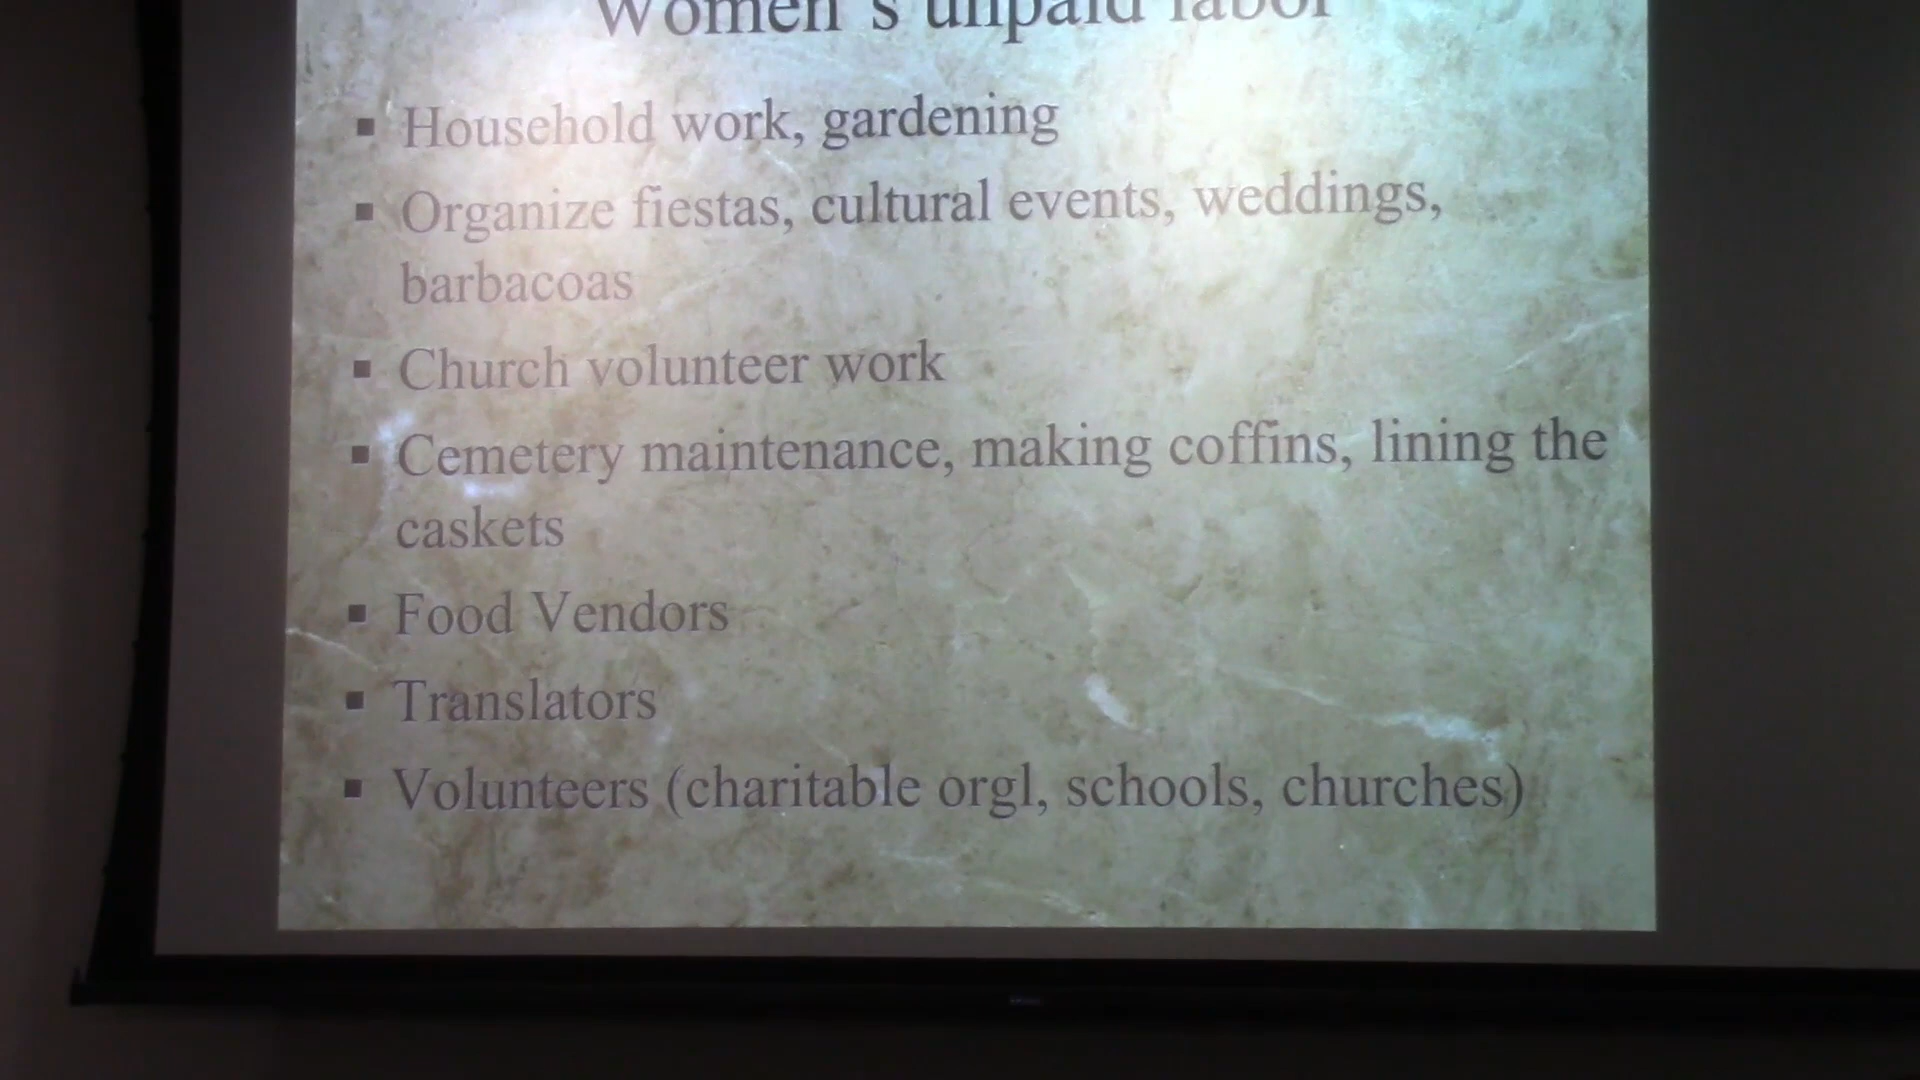 Women's unpaid labor
▪ Household work, gardening
▪ Organize fiestas, cultural events, weddings,
barbacoas
▪ Church volunteer work
▪ Cemetery maintenance, making coffins, lining the
caskets
▪ Food Vendors
▪ Translators
▪ Volunteers (charitable orgl, schools, churches)